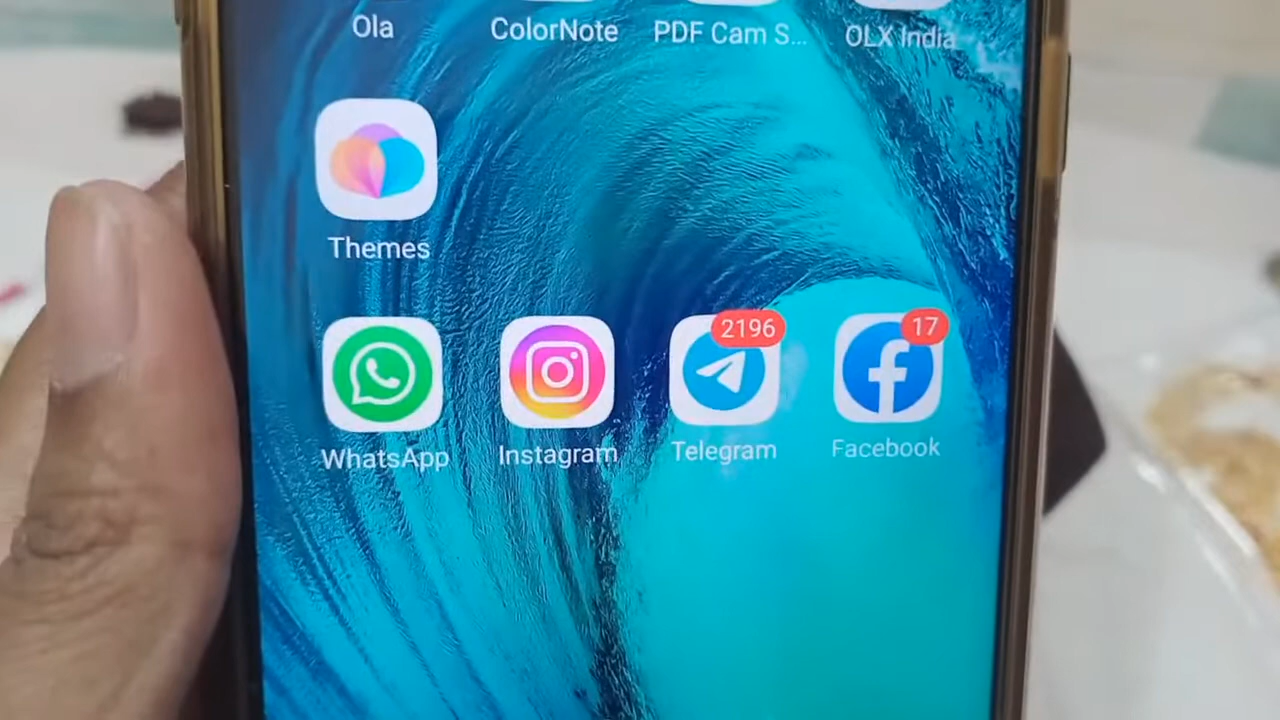 Ola ColorNote PDF Cam S... OLX India
Themes
2196 17
WhatsApp Instagram Telegram Facebook